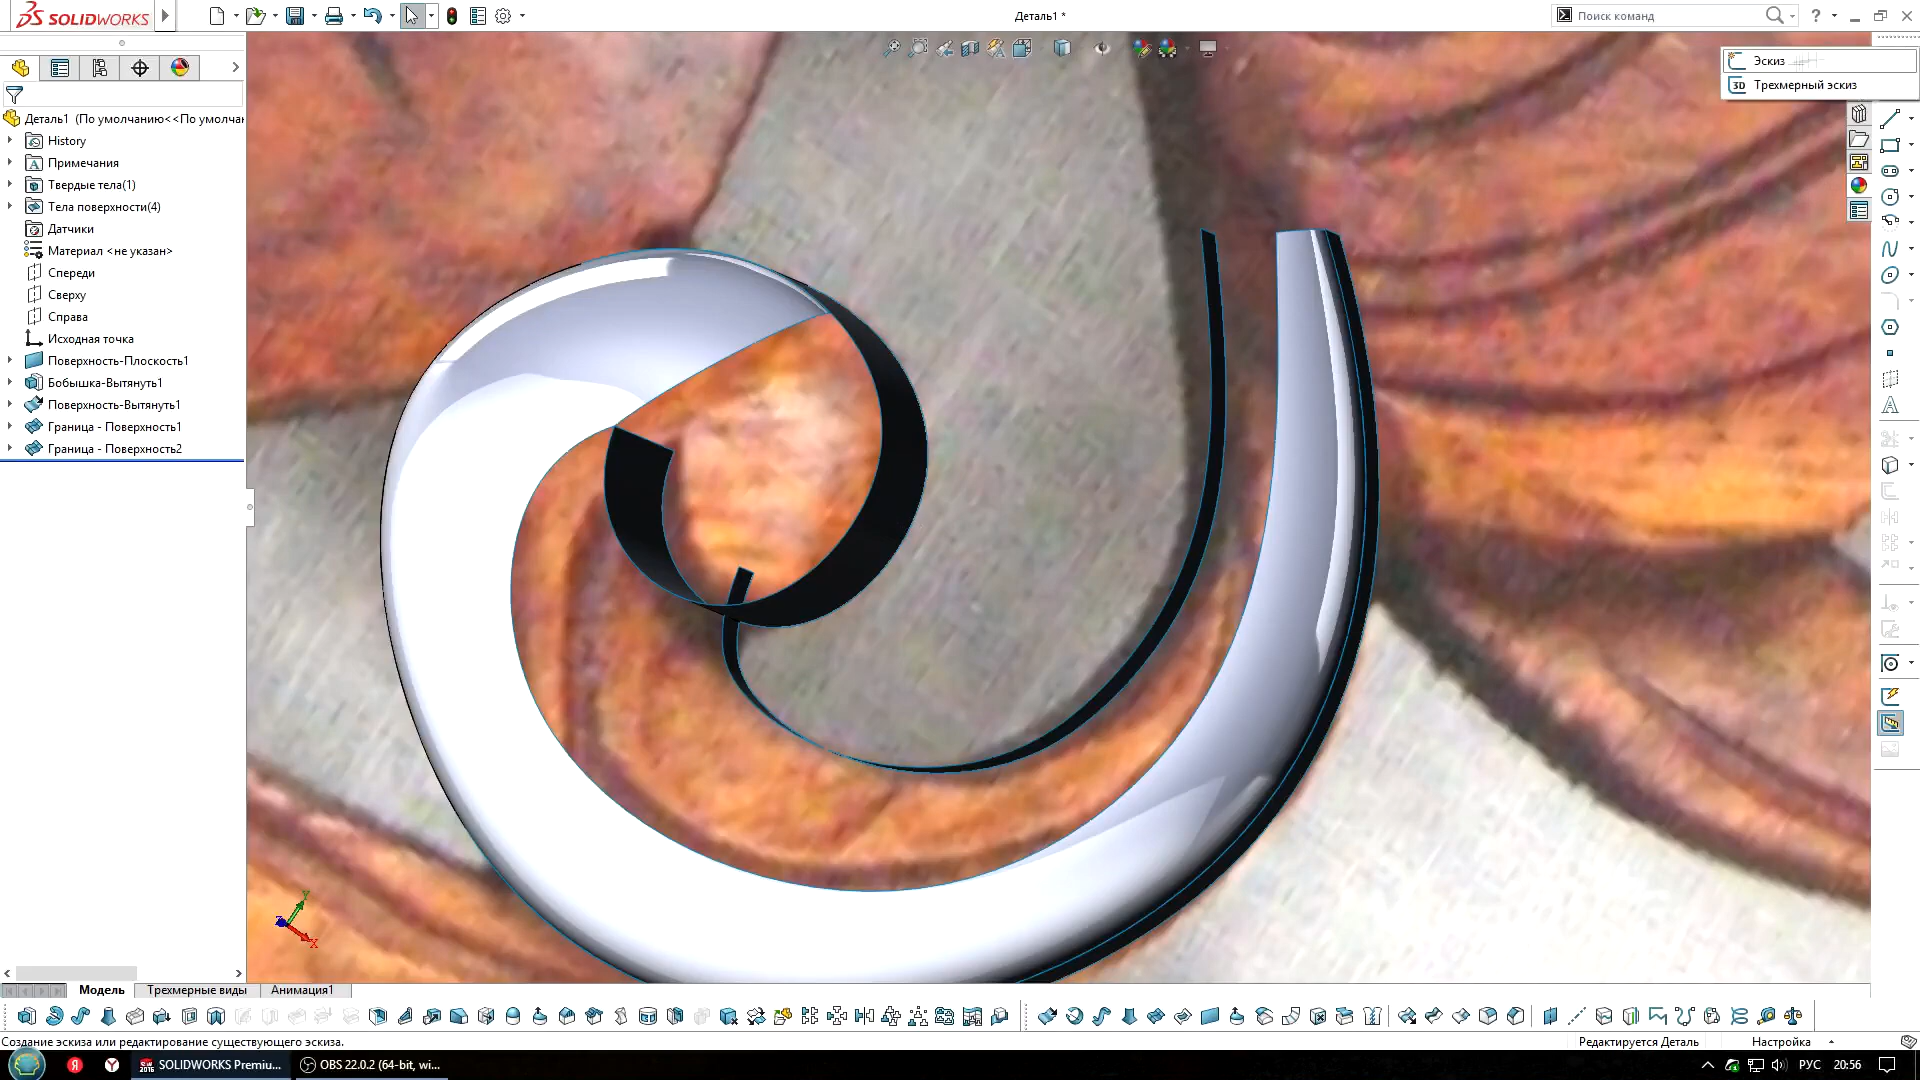 SOLIDWORKS
Деталь1 *
Поиск команд
Эскиз
3D Трехмерный эскиз
Деталь1 (По умолчанию<<По умолчан
History
Примечания
Твердые тела(1)
Тела поверхности(4)
Датчики
Материал <не указан>
Спереди
Сверху
Справа
Исходная точка
Поверхность-Плоскость1
Бобышка-Вытянуть1
Поверхность-Вытянуть1
Граница - Поверхность1
Граница - Поверхность2
Y
Z
X
Модель
Трехмерные виды
Анимация1
Создание эскиза или редактирование существующего эскиза.
Редактируется Деталь
Настройка
SOLIDWORKS Premiu...
OBS 22.0.2 (64-bit, wi...
РУС
20:56